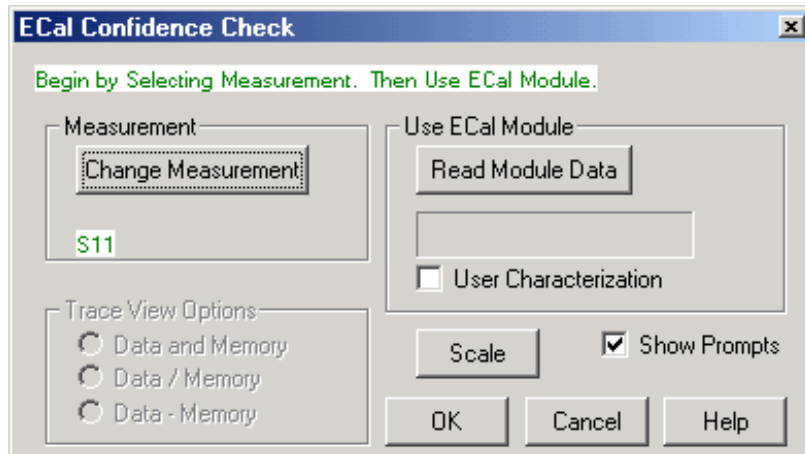 ECal Confidence Check
Begin by Selecting Measurement. Then Use ECal Module.
Measurement
Change Measurement
S11
Use ECal Module
Read Module Data
User Characterization
Trace View Options
Data and Memory
Data / Memory
Data - Memory
Scale
Show Prompts
OK
Cancel
Help